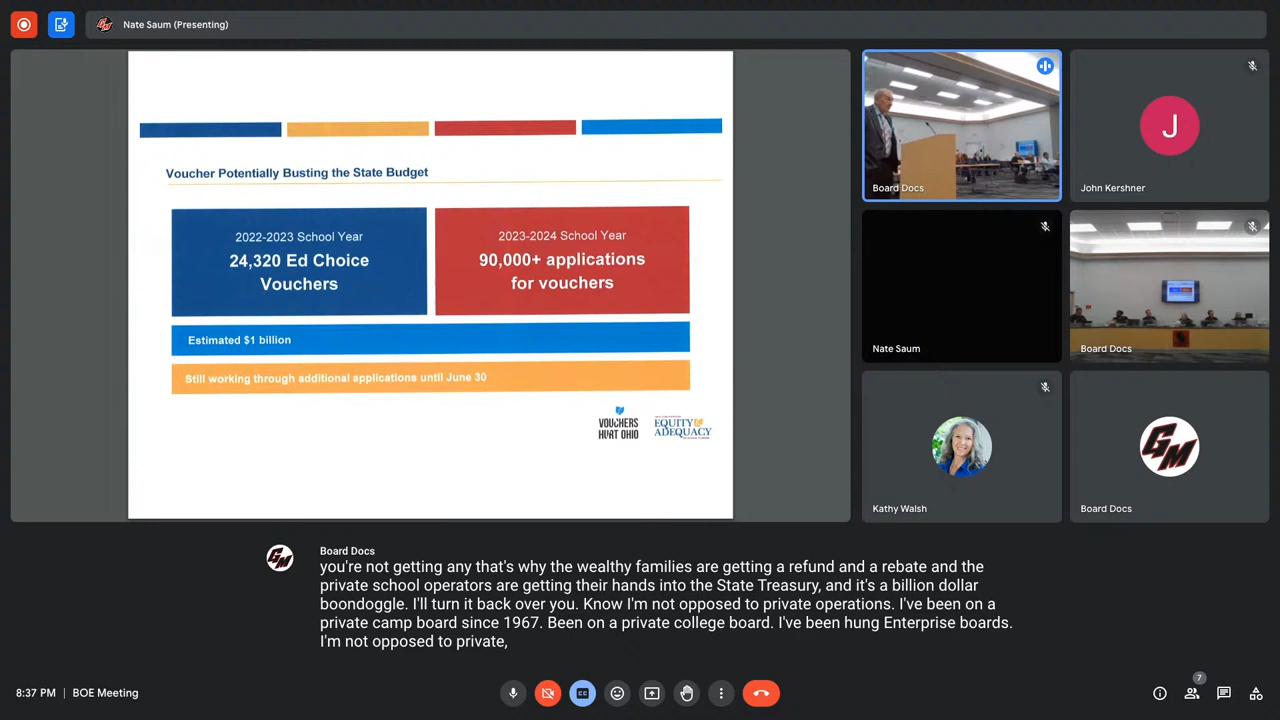 Nate Saum (Presenting)
Voucher Potentially Busting the State Budget
2022-2023 School Year
24,320 Ed Choice
Vouchers
2023-2024 School Year
90,000+ applications
for vouchers
Estimated $1 billion
Still working through additional applications until June 30
VOUCHERS
HURT OHIO
EQUITY
ADEQUACY
Board Docs
J
John Kershner
Nate Saum
Board Docs
Kathy Walsh
GM
Board Docs
GM
Board Docs
you're not getting any that's why the wealthy families are getting a refund and a rebate and the
private school operators are getting their hands into the State Treasury, and it's a billion dollar
boondoggle. I'll turn it back over you. Know I'm not opposed to private operations. I've been on a
private camp board since 1967. Been on a private college board. I've been hung Enterprise boards.
I'm not opposed to private,
8:37 PM | BOE Meeting
CC
7